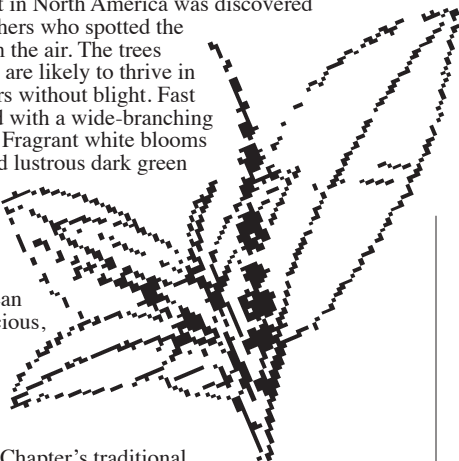 t in North America was discovered
hers who spotted the
n the air. The trees
are likely to thrive in
rs without blight. Fast
d with a wide-branching
Fragrant white blooms
d lustrous dark green
an
cious,
Chapter’s traditional